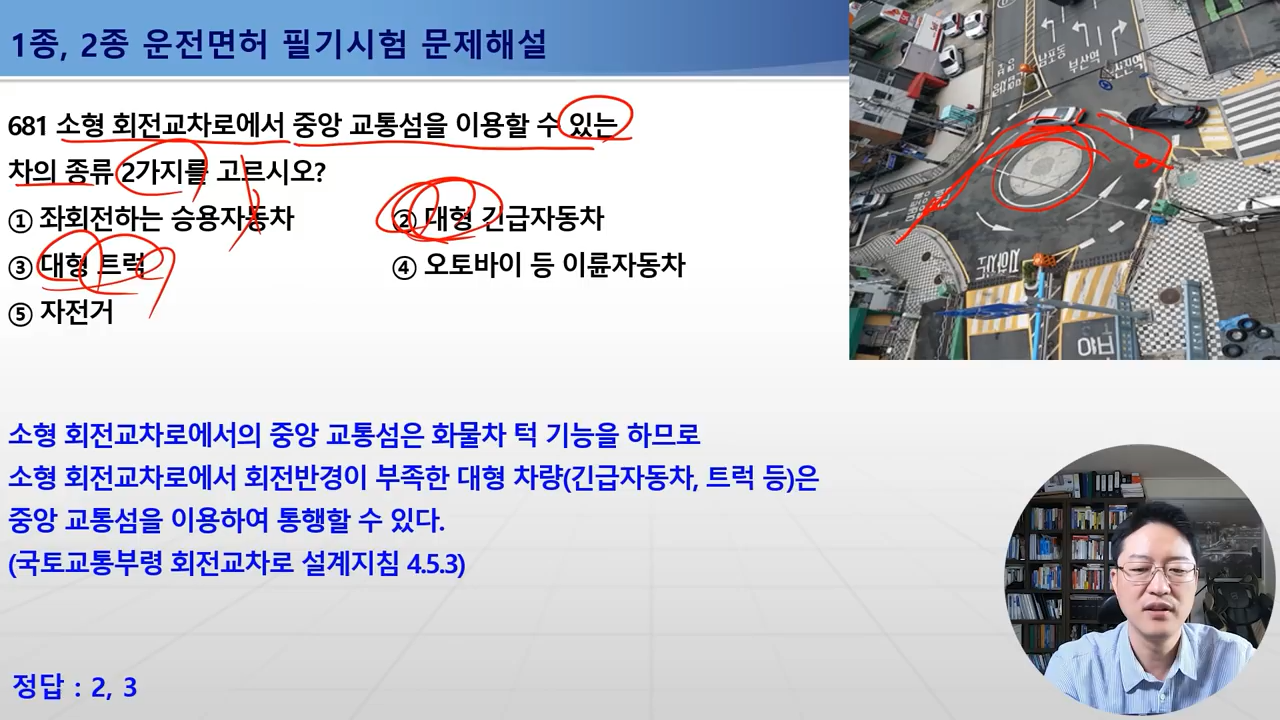 1종, 2종 운전면허 필기시험 문제해설
681 소형 회전교차로에서 중앙 교통섬을 이용할 수 있는
차의 종류 2가지를 고르시오?
① 좌회전하는 승용자동차
② 대형 긴급자동차
③ 대형 트럭
④ 오토바이 등 이륜자동차
⑤ 자전거
소형 회전교차로에서의 중앙 교통섬은 화물차 턱 기능을 하므로
소형 회전교차로에서 회전반경이 부족한 대형 차량(긴급자동차, 트럭 등)은
중앙 교통섬을 이용하여 통행할 수 있다.
(국토교통부령 회전교차로 설계지침 4.5.3)
정답 : 2, 3
남포동
부산역